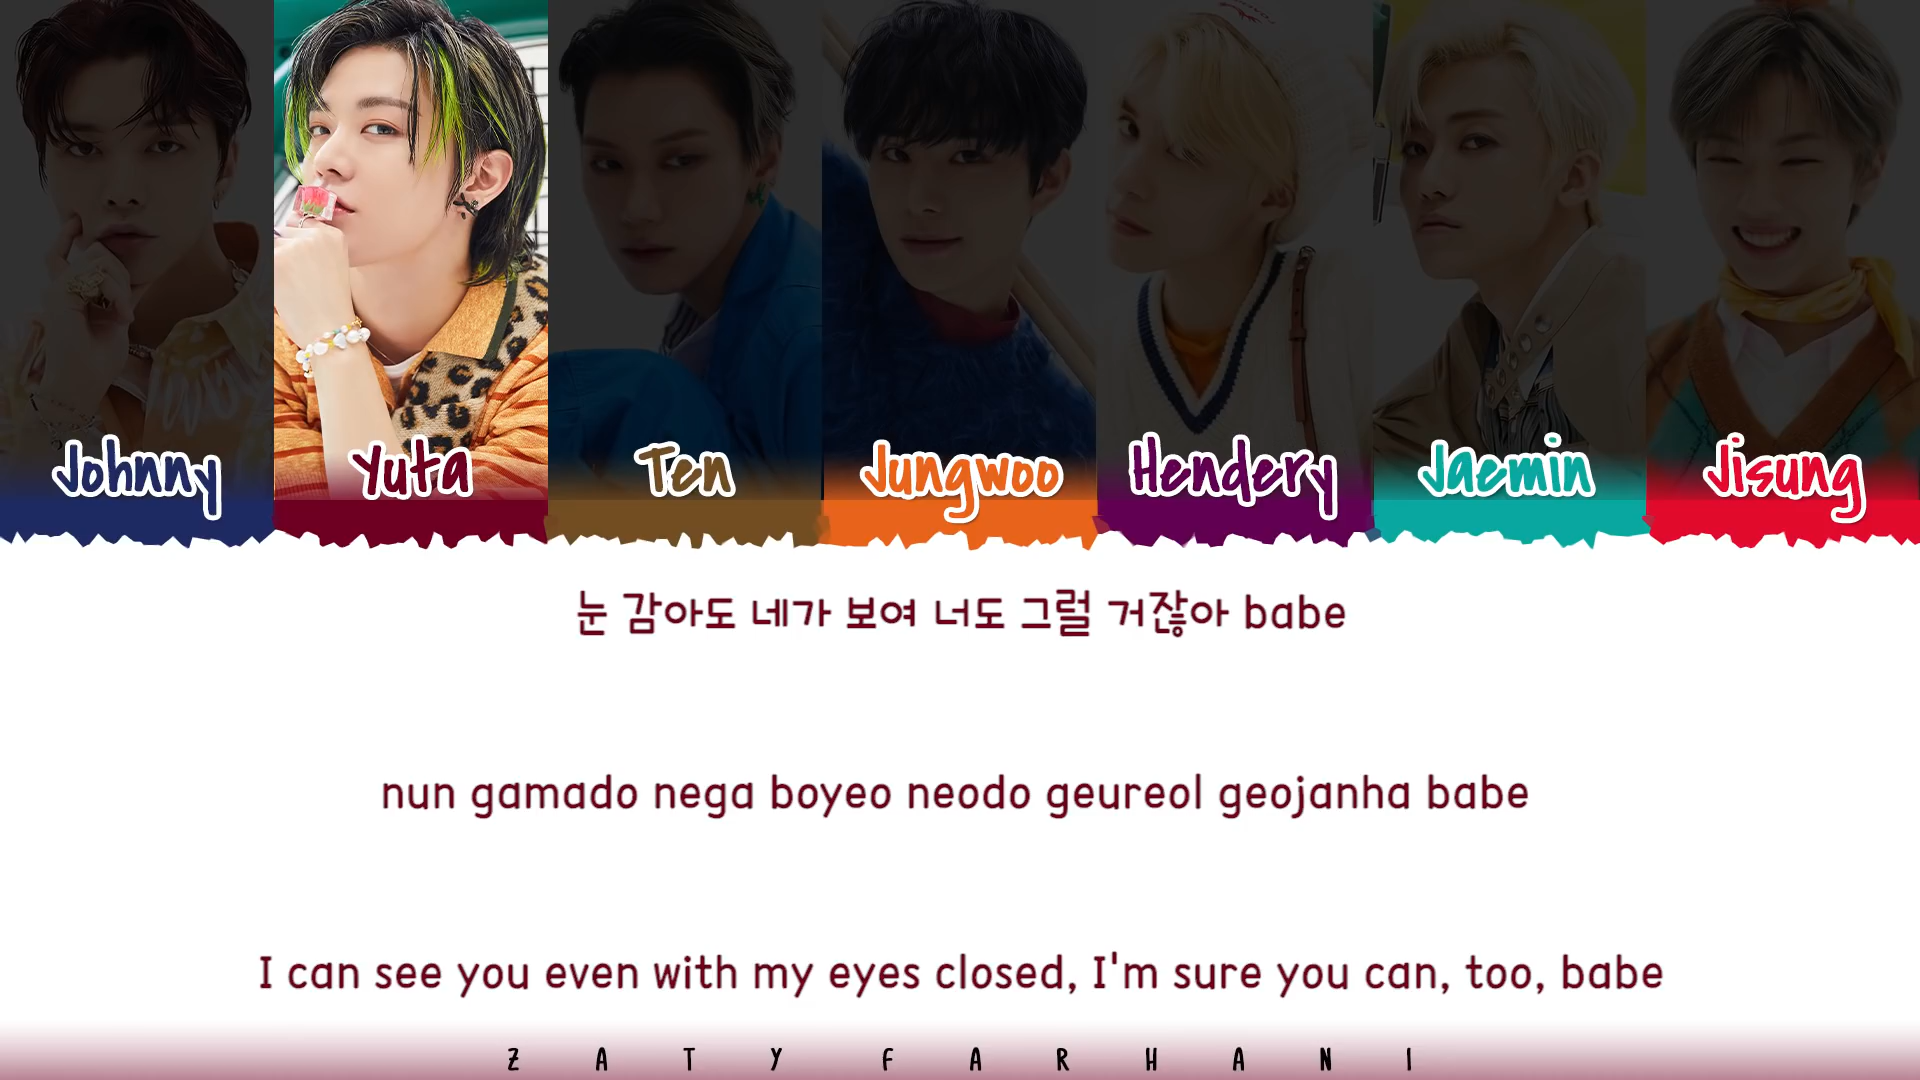 Johnny Yuta Ten Jungwoo Hendery Jaemin Jisung
눈 감아도 네가 보여 너도 그럴 거잖아 babe
nun gamado nega boyeo neodo geureol geojanha babe
I can see you even with my eyes closed, I'm sure you can, too, babe
ZATY FARHANI